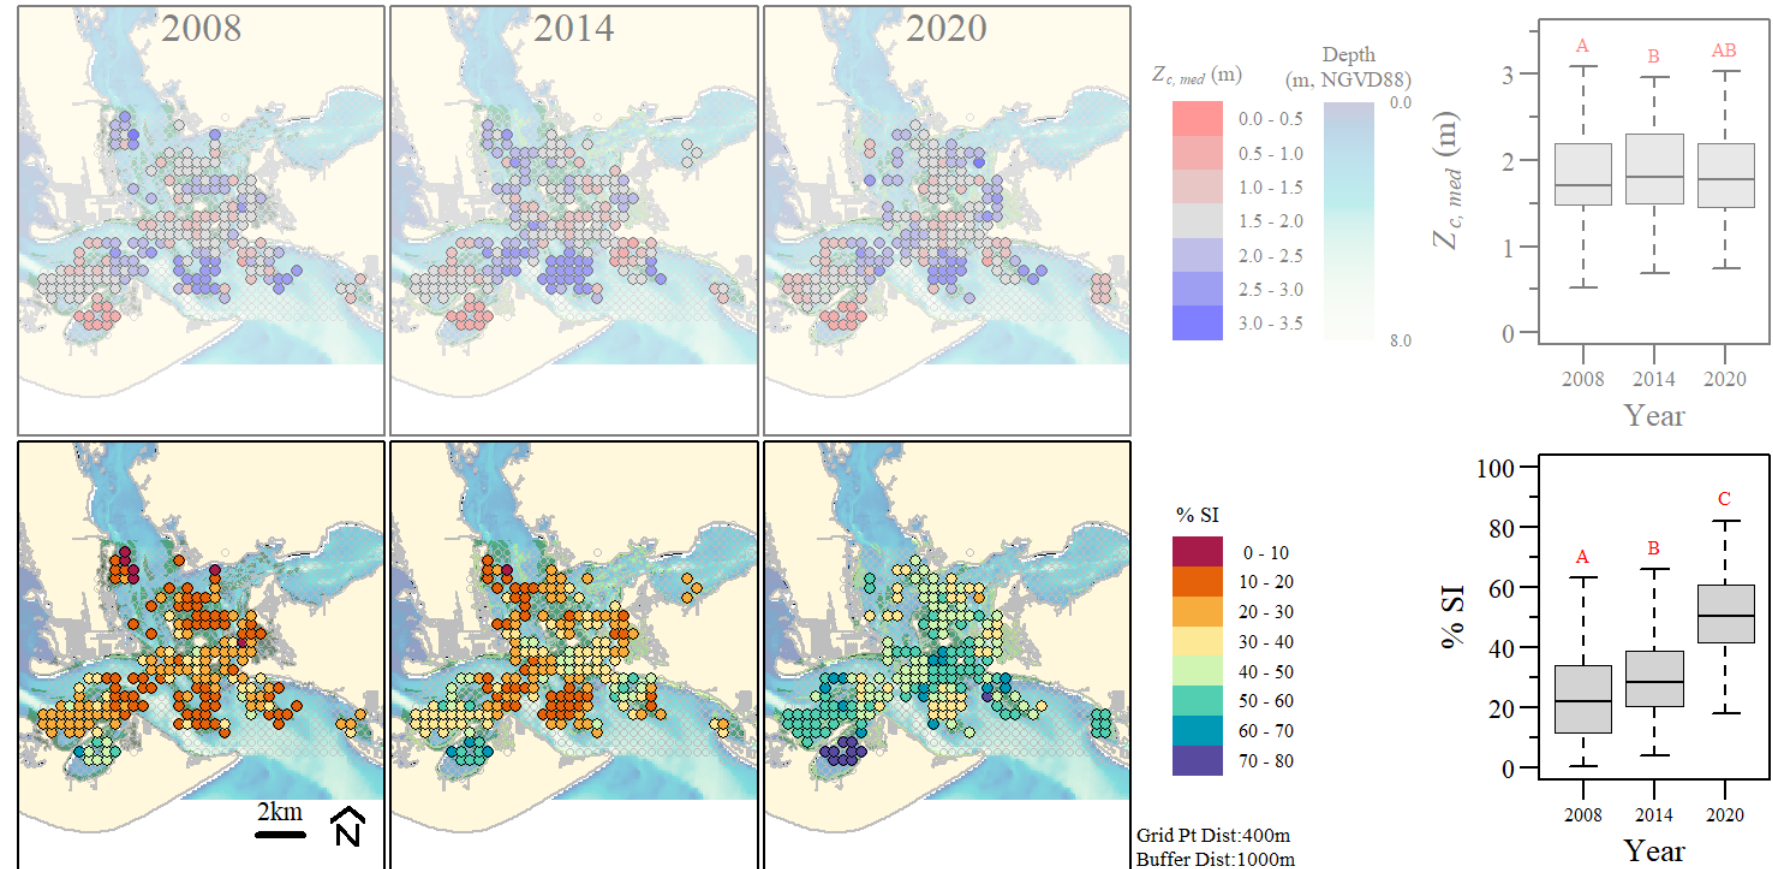 2008
2014
2020
Z c, med (m)
0.0 - 0.5
0.5 - 1.0
1.0 - 1.5
1.5 - 2.0
2.0 - 2.5
2.5 - 3.0
3.0 - 3.5
Depth
(m, NGVD88)
0.0
8.0
Z c, med (m)
3
2
1
0
A
B
AB
2008
2014
2020
Year
2km
N
% SI
0 - 10
10 - 20
20 - 30
30 - 40
40 - 50
50 - 60
60 - 70
70 - 80
Grid Pt Dist:400m
Buffer Dist:1000m
% SI
100
80
60
40
20
0
A
B
C
2008
2014
2020
Year